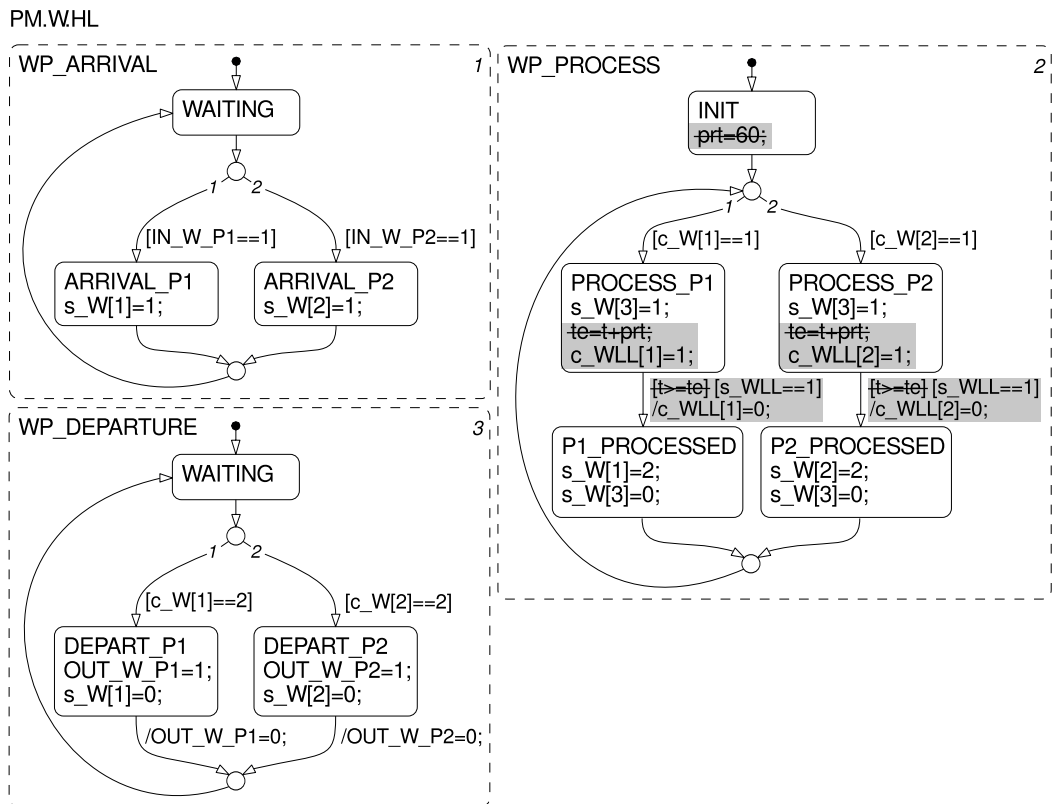 PM.W.HL
WP_ARRIVAL
1
WAITING
1
2
[IN_W_P1==1]
[IN_W_P2==1]
ARRIVAL_P1
s_W[1]=1;
ARRIVAL_P2
s_W[2]=1;
WP_PROCESS
2
INIT
prt=60;
1
2
[c_W[1]==1]
[c_W[2]==1]
PROCESS_P1
s_W[3]=1;
te=t+prt;
c_WLL[1]=1;
PROCESS_P2
s_W[3]=1;
te=t+prt;
c_WLL[2]=1;
[t>=te] [s_WLL==1]
/c_WLL[1]=0;
[t>=te] [s_WLL==1]
/c_WLL[2]=0;
P1_PROCESSED
s_W[1]=2;
s_W[3]=0;
P2_PROCESSED
s_W[2]=2;
s_W[3]=0;
WP_DEPARTURE
3
WAITING
1
2
[c_W[1]==2]
[c_W[2]==2]
DEPART_P1
OUT_W_P1=1;
s_W[1]=0;
DEPART_P2
OUT_W_P2=1;
s_W[2]=0;
/OUT_W_P1=0;
/OUT_W_P2=0;